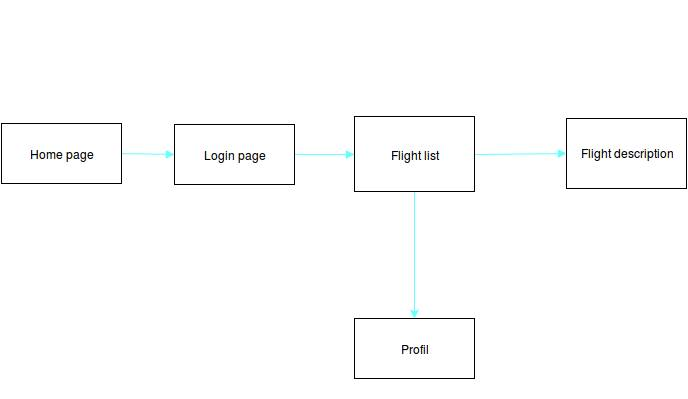 Home page
Login page
Flight list
Flight description
Profil